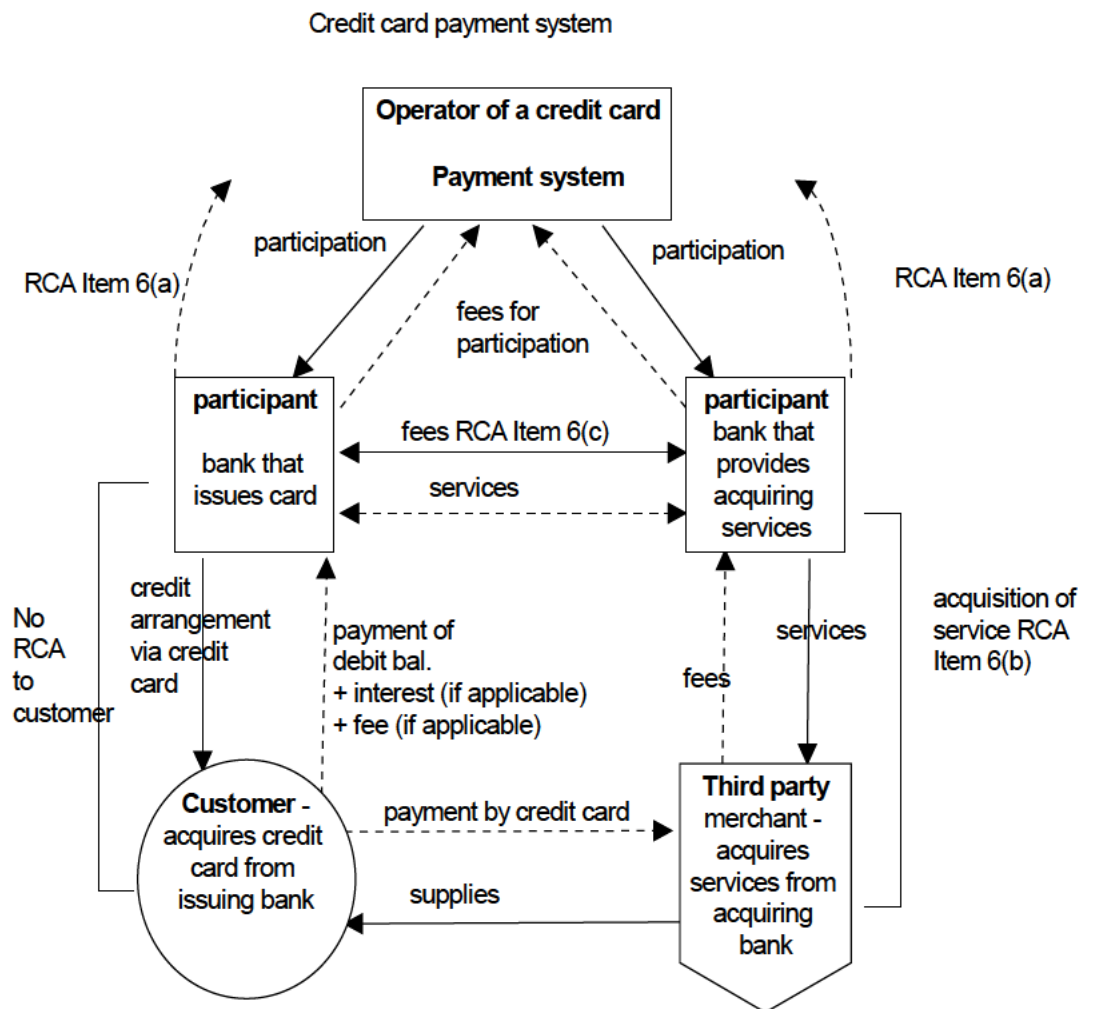 Credit card payment system
Operator of a credit card
Payment system
participation
participation
RCA Item 6(a)
RCA Item 6(a)
fees for
participation
participant
bank that
issues card
participant
bank that
provides
acquiring
services
fees RCA Item 6(c)
services
No
RCA
to
customer
credit
arrangement
via credit
card
payment of
debit bal.
+ interest (if applicable)
+ fee (if applicable)
fees
services
acquisition of
service RCA
Item 6(b)
Customer -
acquires credit
card from
issuing bank
payment by credit card
supplies
Third party
merchant -
acquires
services from
acquiring
bank